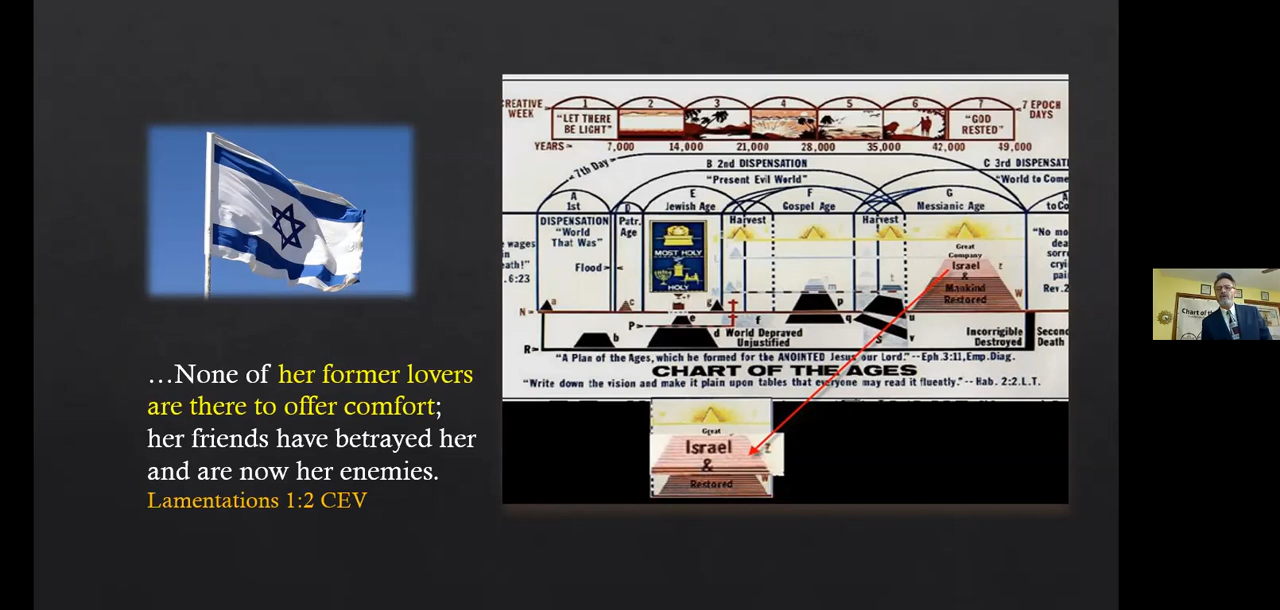 CREATIVE WEEK 1 2 3 4 5 6 7 7 EPOCH DAYS
"LET THERE BE LIGHT"
"GOD RESTED"
YEARS 7,000 14,000 21,000 28,000 35,000 42,000 49,000
7th Day
B 2nd DISPENSATION
C 3rd DISPENSATI
"Present Evil World"
"World to Come
A 1st
D
E
F
G
A
Jewish Age
Gospel Age
Messianic Age
to Co
DISPENSATION
"World
That Was"
Patr.
Age
Harvest
Harvest
"No mo
dea
sorr
cryi
pai
Rev.2
wages
in
ath!"
.6:23
Flood
MOST HOLY
HOLY
Great
Company
Israel
&
Mankind
Restored
N
a
c
g
m
p
t
r
W
P
e
f
q
u
R
b
d World Depraved
Unjustified
S
v
Incorrigible
Destroyed
Second
Death
"A Plan of the Ages, which he formed for the ANOINTED Jesus our Lord."--Eph.3:11,Emp.Diag.
CHART OF THE AGES
"Write down the vision and make it plain upon tables that everyone may read it fluently."-- Hab. 2:2.L.T.
Great
Israel
&
Restored
z
W
…None of her former lovers
are there to offer comfort;
her friends have betrayed her
and are now her enemies.
Lamentations 1:2 CEV
Chart of th